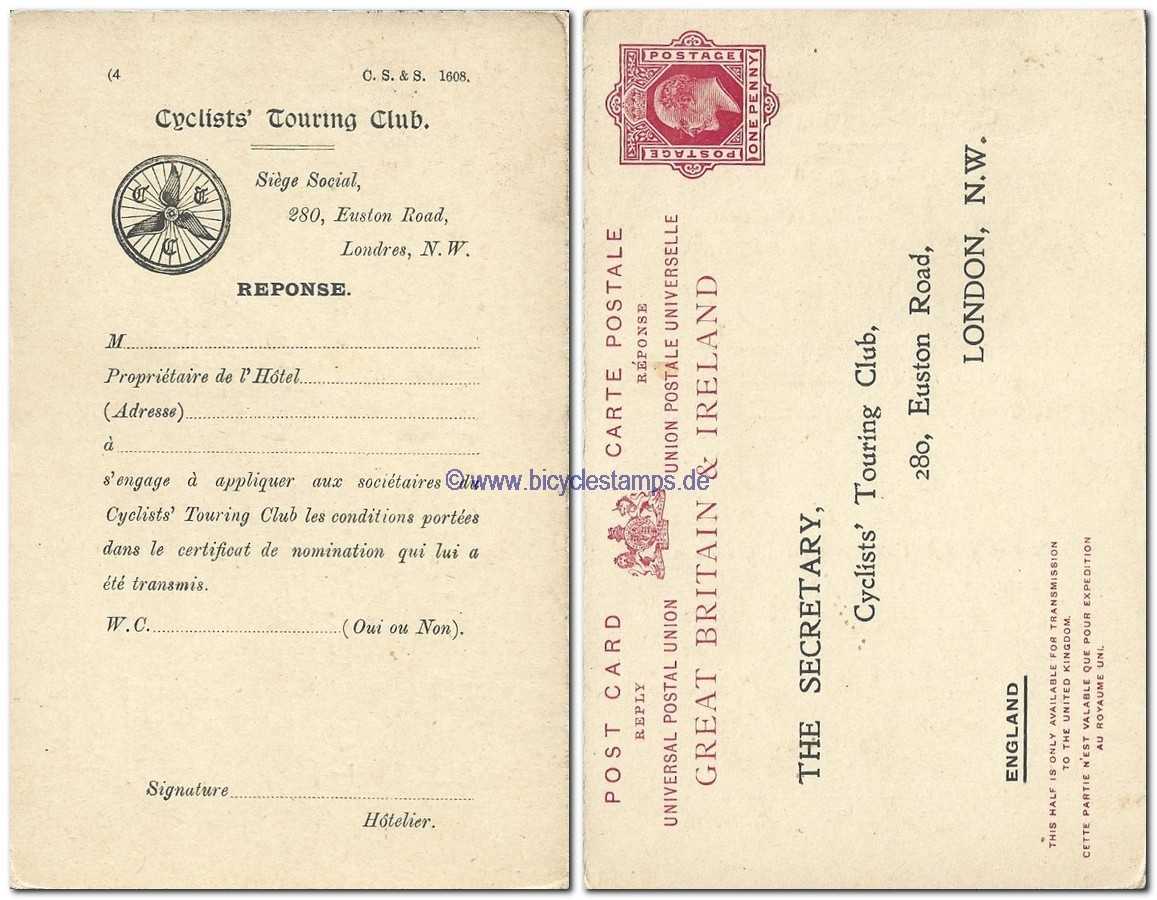 (4 C. S. & S. 1608.
Cyclists' Touring Club.
C T C
Siège Social,
280, Euston Road,
Londres, N.W.
REPONSE.
M
Propriétaire de l'Hôtel
(Adresse)
à
s'engage à appliquer aux sociétaires du
Cyclists' Touring Club les conditions portées
dans le certificat de nomination qui lui a
été transmis.
W.C. (Oui ou Non).
Signature
Hôtelier.
©www.bicyclestamps.de
POSTAGE
POSTAGE
ONE PENNY
POST CARD CARTE POSTALE
REPLY RÉPONSE
UNIVERSAL POSTAL UNION UNION POSTALE UNIVERSELLE
GREAT BRITAIN & IRELAND
THE SECRETARY,
Cyclists' Touring Club,
280, Euston Road,
LONDON, N.W.
ENGLAND
THIS HALF IS ONLY AVAILABLE FOR TRANSMISSION
TO THE UNITED KINGDOM.
CETTE PARTIE N'EST VALABLE QUE POUR EXPEDITION
AU ROYAUME UNI.